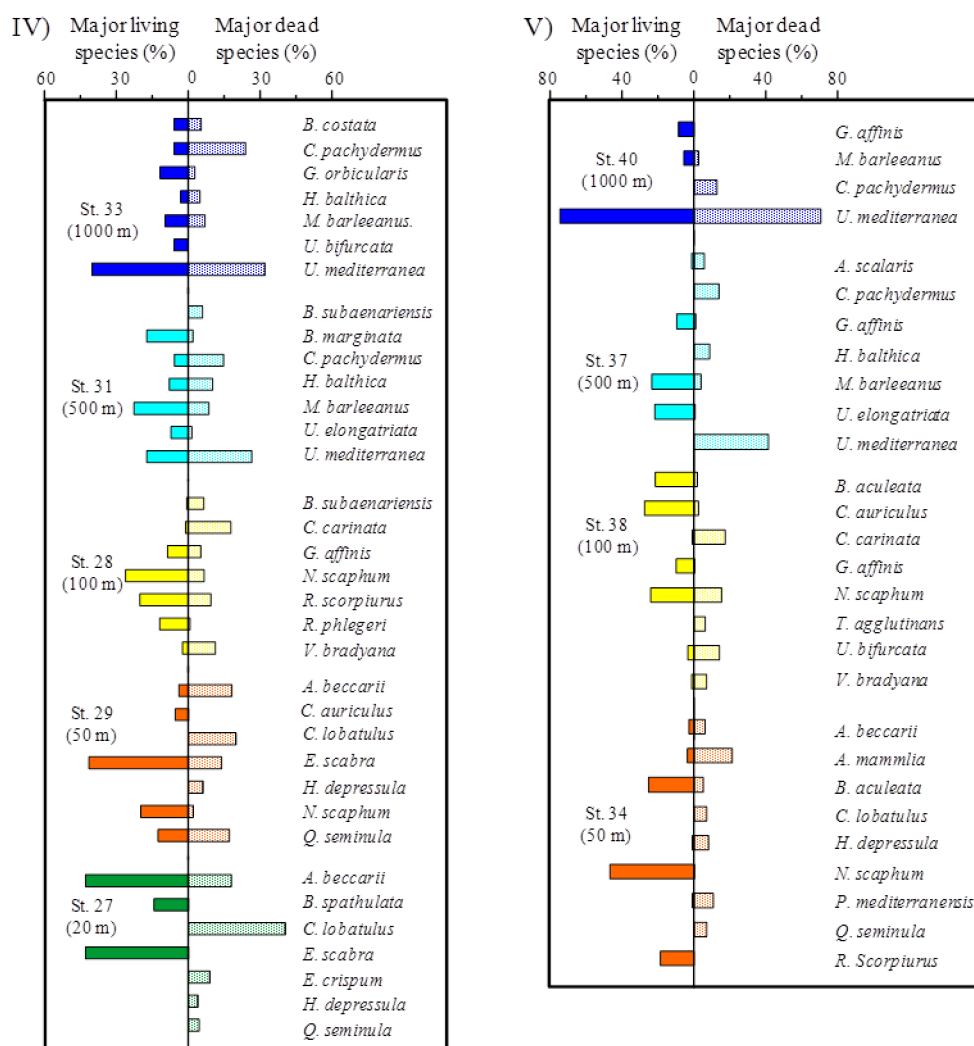 IV)
Major living
species (%)
Major dead
species (%)
60 30 0 30 60
St. 33
(1000 m)
B. costata
C. pachydermus
G. orbicularis
H. balthica
M. barleeanus.
U. bifurcata
U. mediterranea
St. 31
(500 m)
B. subaenariensis
B. marginata
C. pachydermus
H. balthica
M. barleeanus
U. elongatriata
U. mediterranea
St. 28
(100 m)
B. subaenariensis
C. carinata
G. affinis
N. scaphum
R. scorpiurus
R. phlegeri
V. bradyana
St. 29
(50 m)
A. beccarii
C. auriculus
C. lobatulus
E. scabra
H. depressula
N. scaphum
Q. seminula
St. 27
(20 m)
A. beccarii
B. spathulata
C. lobatulus
E. scabra
E. crispum
H. depressula
Q. seminula
V)
Major living
species (%)
Major dead
species (%)
80 40 0 40 80
St. 40
(1000 m)
G. affinis
M. barleeanus
C. pachydermus
U. mediterranea
St. 37
(500 m)
A. scalaris
C. pachydermus
G. affinis
H. balthica
M. barleeanus
U. elongatriata
U. mediterranea
St. 38
(100 m)
B. aculeata
C. auriculus
C. carinata
G. affinis
N. scaphum
T. agglutinans
U. bifurcata
V. bradyana
St. 34
(50 m)
A. beccarii
A. mammlia
B. aculeata
C. lobatulus
H. depressula
N. scaphum
P. mediterranensis
Q. seminula
R. Scorpiurus